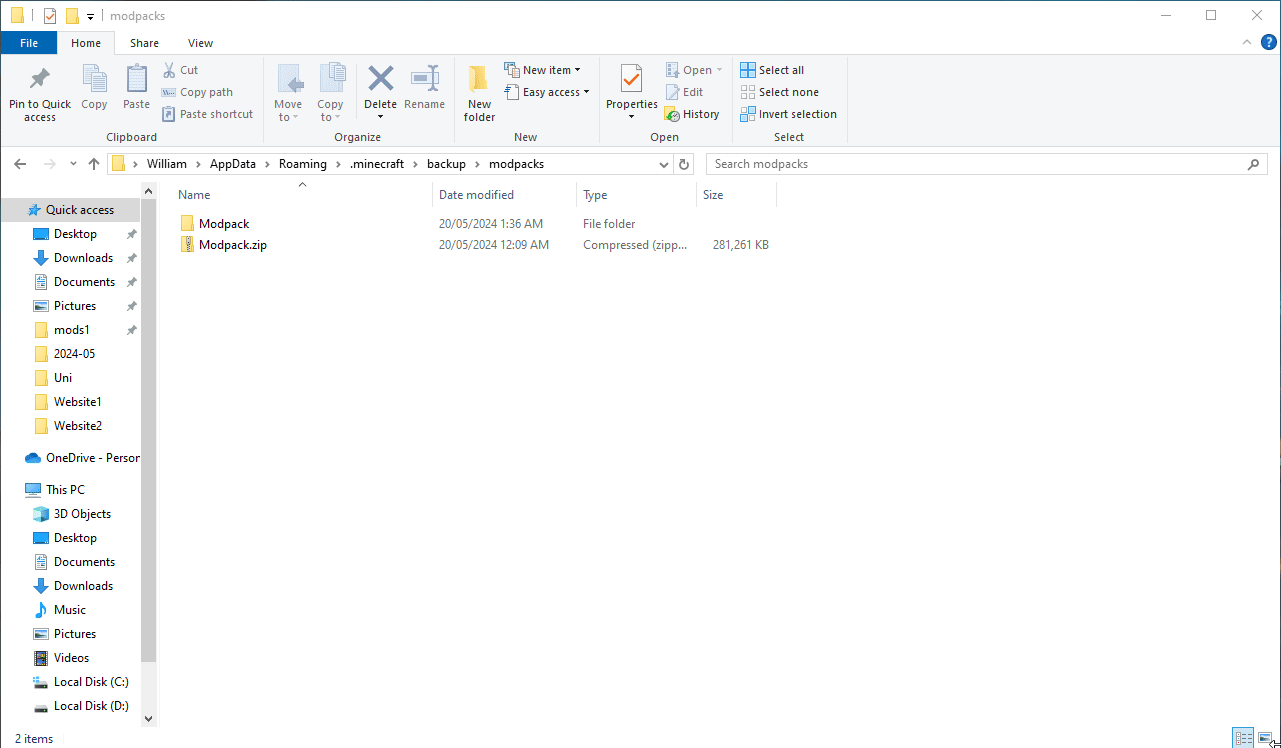 modpacks
File Home Share View
Pin to Quick access
Copy
Paste
Cut
Copy path
Paste shortcut
Clipboard
Move to
Copy to
Delete
Rename
Organize
New folder
New item
Easy access
New
Properties
Open
Edit
History
Open
Select all
Select none
Invert selection
Select
William › AppData › Roaming › .minecraft › backup › modpacks
Search modpacks
Name Date modified Type Size
Modpack 20/05/2024 1:36 AM File folder
Modpack.zip 20/05/2024 12:09 AM Compressed (zipp... 281,261 KB
Quick access
Desktop
Downloads
Documents
Pictures
mods1
2024-05
Uni
Website1
Website2
OneDrive - Person
This PC
3D Objects
Desktop
Documents
Downloads
Music
Pictures
Videos
Local Disk (C:)
Local Disk (D:)
2 items